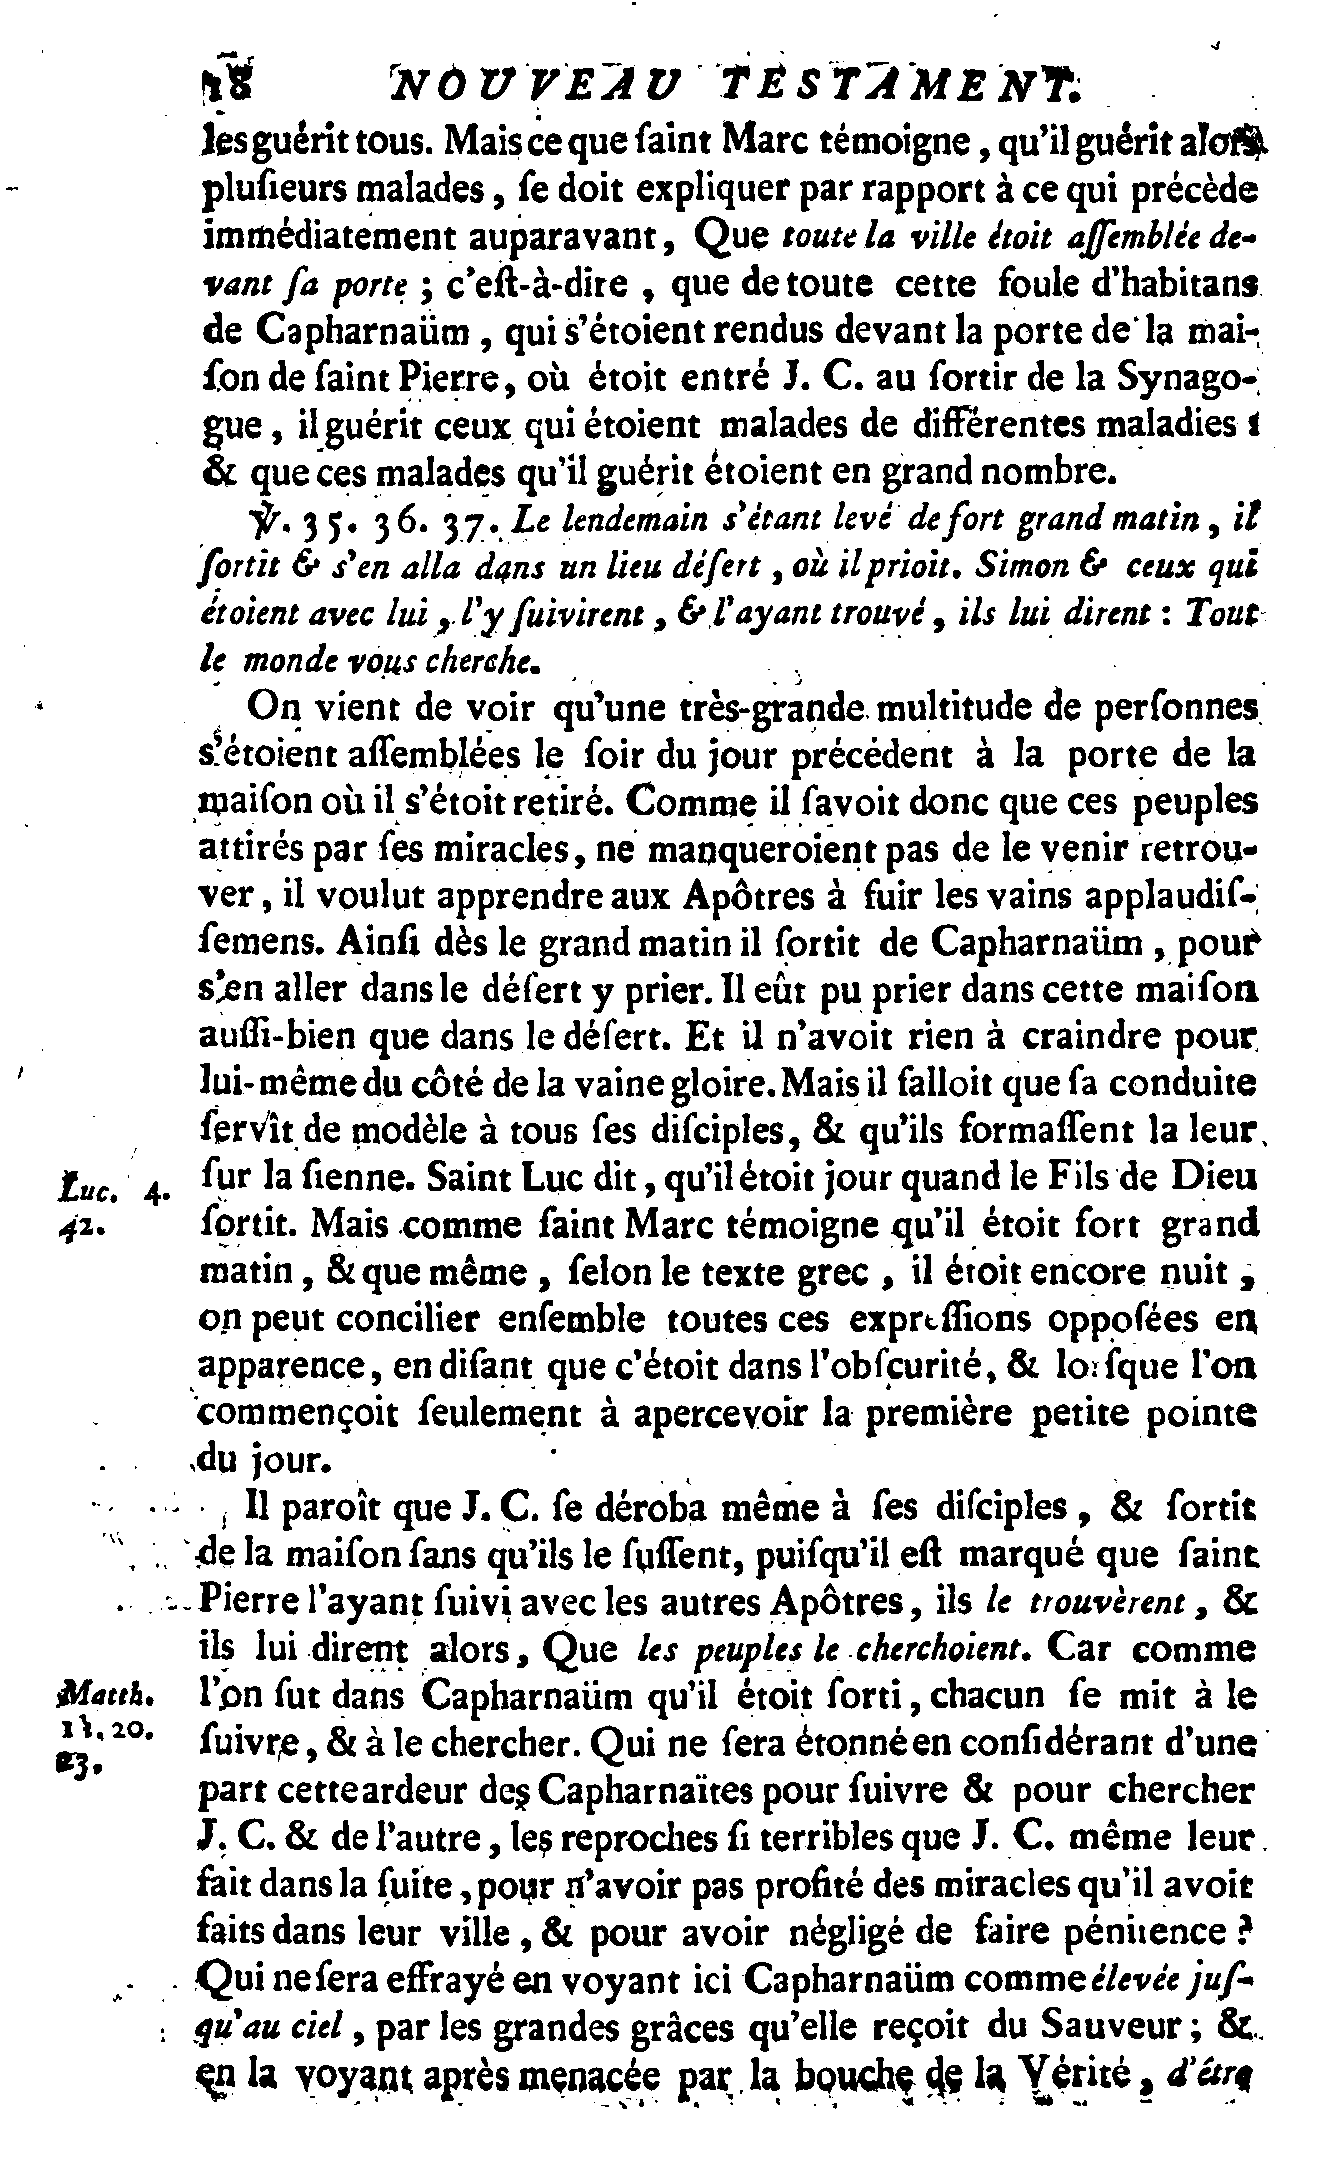 18 NOUVEAU TESTAMENT.
les guérit tous. Mais ce que ſaint Marc témoigne, qu'il guérit alors
pluſieurs malades, ſe doit expliquer par rapport à ce qui précède
immédiatement auparavant, Que toute la ville étoit aſſemblée de-
vant ſa porte ; c'eſt-à-dire, que de toute cette foule d'habitans
de Capharnaüm, qui s'étoient rendus devant la porte de la mai-
ſon de ſaint Pierre, où étoit entré J. C. au ſortir de la Synago-
gue, il guérit ceux qui étoient malades de différentes maladies ;
& que ces malades qu'il guérit étoient en grand nombre.
℣. 35. 36. 37. Le lendemain s'étant levé de fort grand matin, il
ſortit & s'en alla dans un lieu déſert, où il prioit. Simon & ceux qui
étoient avec lui, l'y ſuivirent, & l'ayant trouvé, ils lui dirent : Tout
le monde vous cherche.
On vient de voir qu'une très-grande multitude de perſonnes
s'étoient aſſemblées le ſoir du jour précédent à la porte de la
maiſon où il s'étoit retiré. Comme il ſavoit donc que ces peuples
attirés par ſes miracles, ne manqueroient pas de le venir retrou-
ver, il voulut apprendre aux Apôtres à fuir les vains applaudiſ-
ſemens. Ainſi dès le grand matin il ſortit de Capharnaüm, pour
s'en aller dans le déſert y prier. Il eût pu prier dans cette maiſon
auſſi-bien que dans le déſert. Et il n'avoit rien à craindre pour
lui-même du côté de la vaine gloire. Mais il falloit que ſa conduite
ſervît de modèle à tous ſes diſciples, & qu'ils formaſſent la leur
ſur la ſienne. Saint Luc dit, qu'il étoit jour quand le Fils de Dieu
Luc. 4.
42.
ſortit. Mais comme ſaint Marc témoigne qu'il étoit fort grand
matin, & que même, ſelon le texte grec, il étoit encore nuit,
on peut concilier enſemble toutes ces expreſſions oppoſées en
apparence, en diſant que c'étoit dans l'obſcurité, & lorſque l'on
commençoit ſeulement à apercevoir la première petite pointe
du jour.
Il paroît que J. C. ſe déroba même à ſes diſciples, & ſortit
de la maiſon ſans qu'ils le ſuſſent, puiſqu'il eſt marqué que ſaint
Pierre l'ayant ſuivi avec les autres Apôtres, ils le trouvèrent, &
ils lui dirent alors, Que les peuples le cherchoient. Car comme
l'on ſut dans Capharnaüm qu'il étoit ſorti, chacun ſe mit à le
Matth.
11. 20.
23.
ſuivre, & à le chercher. Qui ne ſera étonné en conſidérant d'une
part cette ardeur des Capharnaïtes pour ſuivre & pour chercher
J. C. & de l'autre, les reproches ſi terribles que J. C. même leur
fait dans la ſuite, pour n'avoir pas profité des miracles qu'il avoit
faits dans leur ville, & pour avoir négligé de faire pénitence ?
Qui ne ſera effrayé en voyant ici Capharnaüm comme élevée juſ-
qu'au ciel, par les grandes grâces qu'elle reçoit du Sauveur ; &
en la voyant après menacée par la bouche de la Vérité, d'être